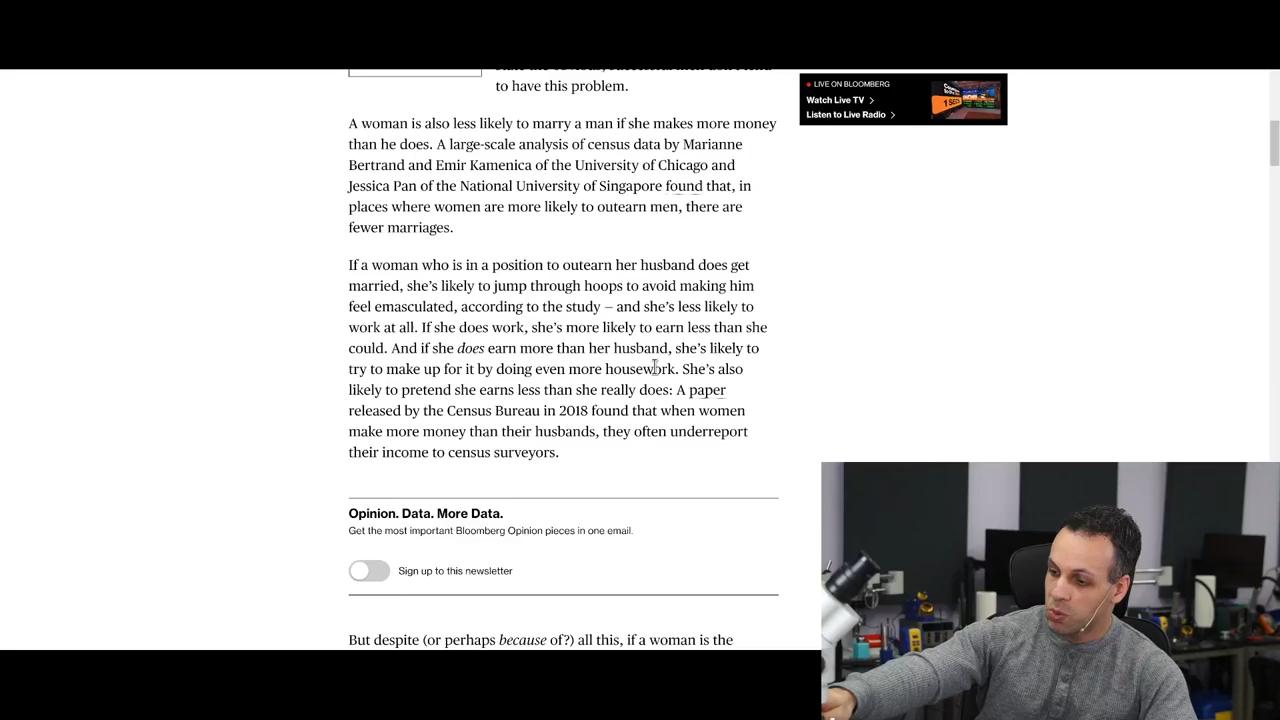 to have this problem.
LIVE ON BLOOMBERG
Watch Live TV >
Listen to Live Radio >
A woman is also less likely to marry a man if she makes more money
than he does. A large-scale analysis of census data by Marianne
Bertrand and Emir Kamenica of the University of Chicago and
Jessica Pan of the National University of Singapore found that, in
places where women are more likely to outearn men, there are
fewer marriages.
If a woman who is in a position to outearn her husband does get
married, she’s likely to jump through hoops to avoid making him
feel emasculated, according to the study – and she’s less likely to
work at all. If she does work, she’s more likely to earn less than she
could. And if she does earn more than her husband, she’s likely to
try to make up for it by doing even more housework. She’s also
likely to pretend she earns less than she really does: A paper
released by the Census Bureau in 2018 found that when women
make more money than their husbands, they often underreport
their income to census surveyors.
Opinion. Data. More Data.
Get the most important Bloomberg Opinion pieces in one email.
Sign up to this newsletter
But despite (or perhaps because of?) all this, if a woman is the